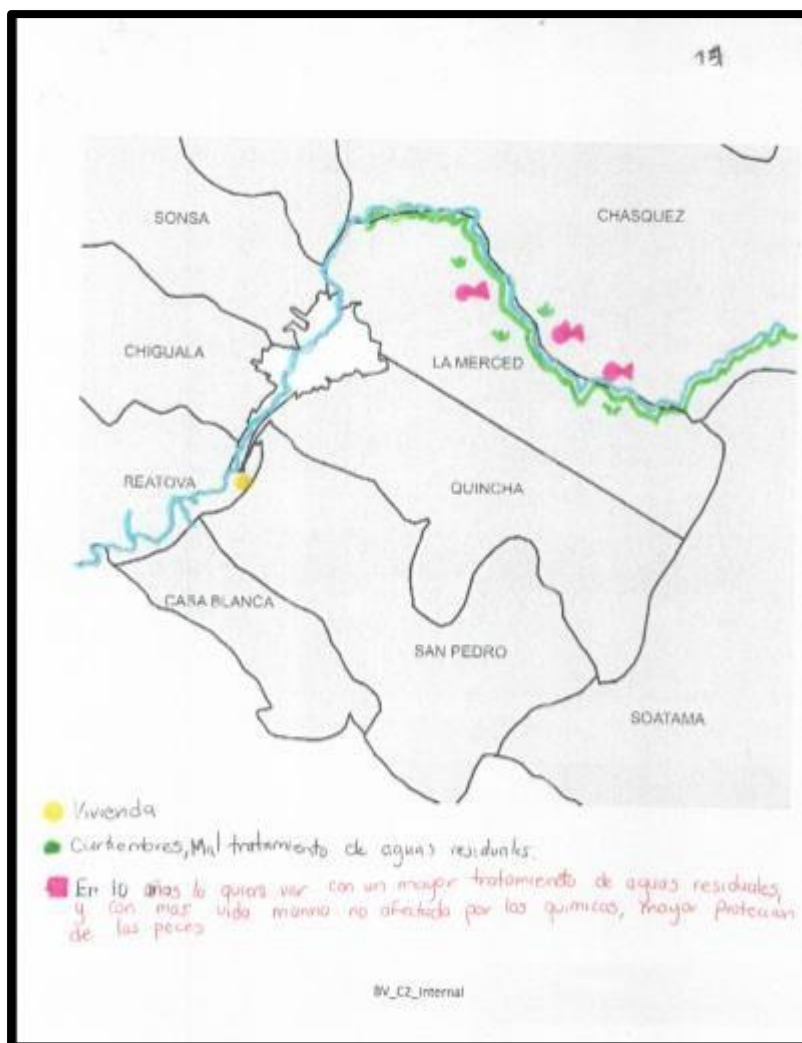 SONSA
CHASQUEZ
CHIGUALA
LA MERCED
REATOVA
QUINCHA
CASA BLANCA
SAN PEDRO
SOATAMA
Vivienda
Curtiembres, Mal tratamiento de aguas residuales.
En 10 años lo quiero ver con un mayor tratamiento de aguas residuales,
y con mas vida marina no afectada por los quimicos, mayor protección
de los peces
BV_C2_Internal